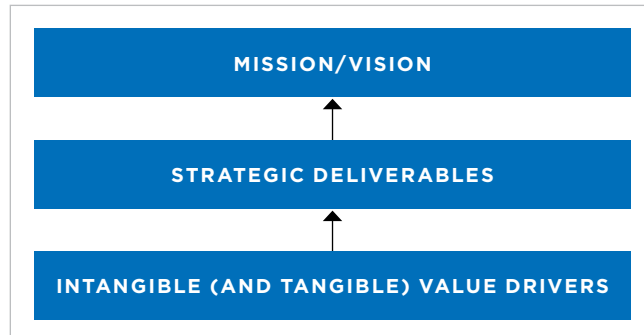 MISSION/VISION
STRATEGIC DELIVERABLES
INTANGIBLE (AND TANGIBLE) VALUE DRIVERS